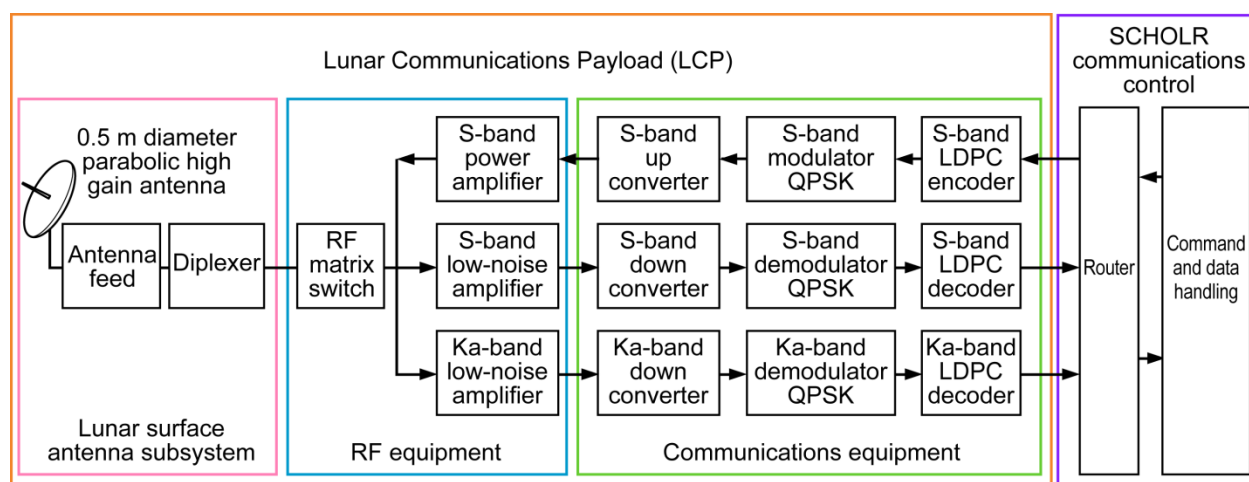 Lunar Communications Payload (LCP)
SCHOLR
communications
control
0.5 m diameter
parabolic high
gain antenna
Antenna
feed
Diplexer
Lunar surface
antenna subsystem
RF
matrix
switch
S-band
power
amplifier
S-band
low-noise
amplifier
Ka-band
low-noise
amplifier
RF equipment
S-band
up
converter
S-band
modulator
QPSK
S-band
LDPC
encoder
S-band
down
converter
S-band
demodulator
QPSK
S-band
LDPC
decoder
Ka-band
down
converter
Ka-band
demodulator
QPSK
Ka-band
LDPC
decoder
Communications equipment
Router
Command
and data
handling